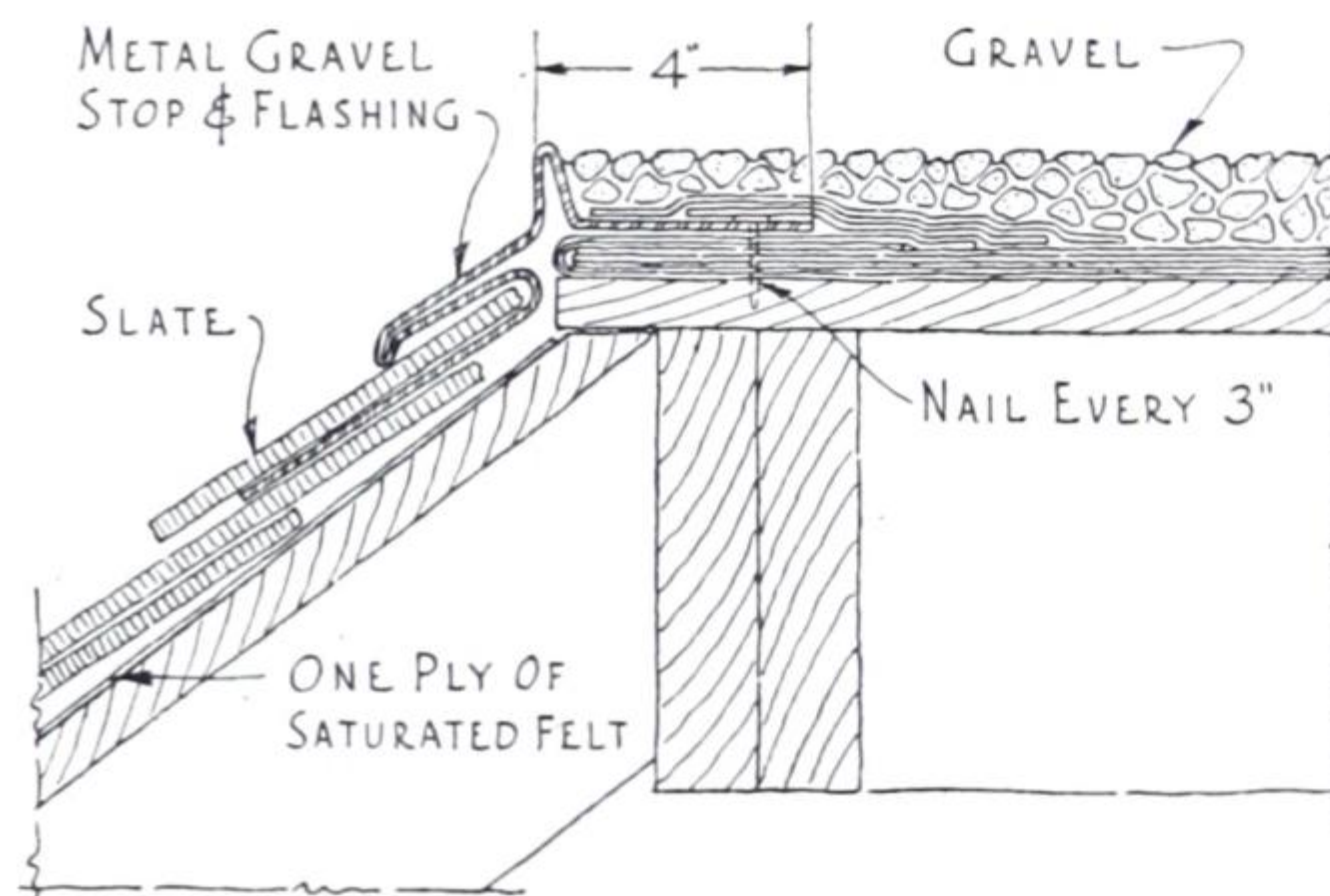 METAL GRAVEL
STOP & FLASHING
4"
GRAVEL
SLATE
NAIL EVERY 3"
ONE PLY OF
SATURATED FELT